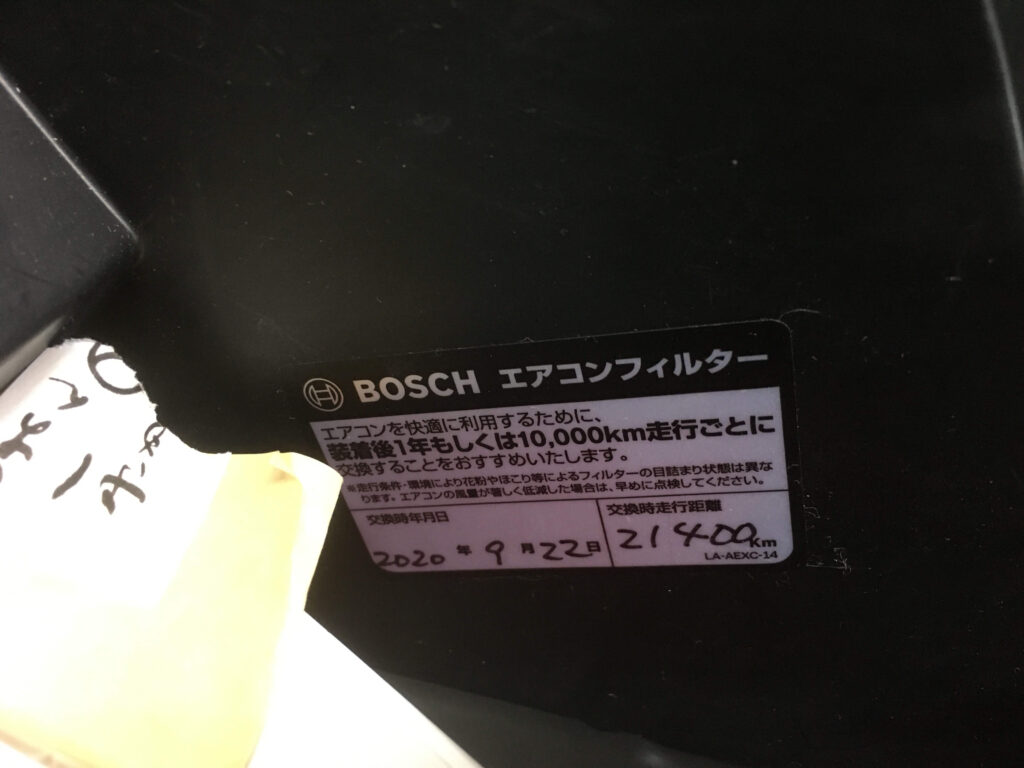 BOSCH エアコンフィルター
エアコンを快適に利用するために、
装着後1年もしくは10,000km走行ごとに
交換することをおすすめいたします。
※走行条件・環境により花粉やほこり等によるフィルターの目詰まり状態は異な
ります。エアコンの風量が著しく低減した場合は、早めに点検してください。
交換時年月日
2020 年 9 月 22 日
交換時走行距離
21400 Km
LA-AEXC-14